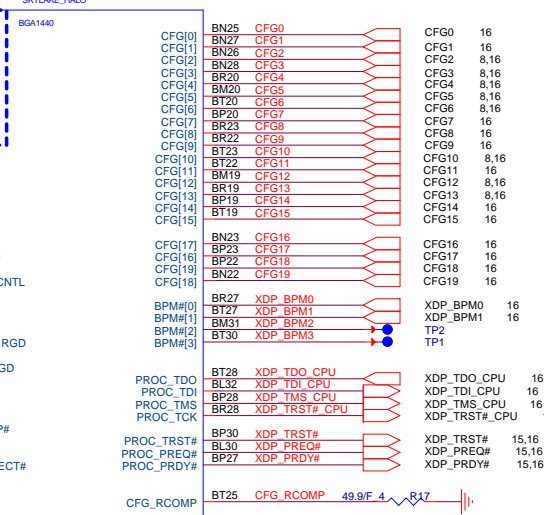 SKYLAKE_HALO
BGA1440
CFG[0] BN25 CFG0 CFG0 16
CFG[1] BN27 CFG1 CFG1 16
CFG[2] BN26 CFG2 CFG2 8,16
CFG[3] BN28 CFG3 CFG3 8,16
CFG[4] BR20 CFG4 CFG4 8,16
CFG[5] BM20 CFG5 CFG5 8,16
CFG[6] BT20 CFG6 CFG6 8,16
CFG[7] BP20 CFG7 CFG7 16
CFG[8] BR23 CFG8 CFG8 16
CFG[9] BR22 CFG9 CFG9 16
CFG[10] BT23 CFG10 CFG10 8,16
CFG[11] BT22 CFG11 CFG11 16
CFG[12] BM19 CFG12 CFG12 8,16
CFG[13] BR19 CFG13 CFG13 8,16
CFG[14] BP19 CFG14 CFG14 16
CFG[15] BT19 CFG15 CFG15 16
CFG[17] BN23 CFG16 CFG16 16
CFG[16] BP23 CFG17 CFG17 16
CFG[19] BP22 CFG18 CFG18 16
CNTL CFG[18] BN22 CFG19 CFG19 16
BPM#[0] BR27 XDP_BPM0 XDP_BPM0 16
BPM#[1] BT27 XDP_BPM1 XDP_BPM1 16
BPM#[2] BM31 XDP_BPM2 TP2
RGD BPM#[3] BT30 XDP_BPM3 TP1
GD
PROC_TDO BT28 XDP_TDO_CPU XDP_TDO_CPU 16
PROC_TDI BL32 XDP_TDI_CPU XDP_TDI_CPU 16
PROC_TMS BP28 XDP_TMS_CPU XDP_TMS_CPU 16
PROC_TCK BR28 XDP_TRST#_CPU XDP_TRST#_CPU
P#
PROC_TRST# BP30 XDP_TRST# XDP_TRST# 15,16
PROC_PREQ# BL30 XDP_PREQ# XDP_PREQ# 15,16
ECT# PROC_PRDY# BP27 XDP_PRDY# XDP_PRDY# 15,16
CFG_RCOMP BT25 CFG_RCOMP 49.9/F_4 R17